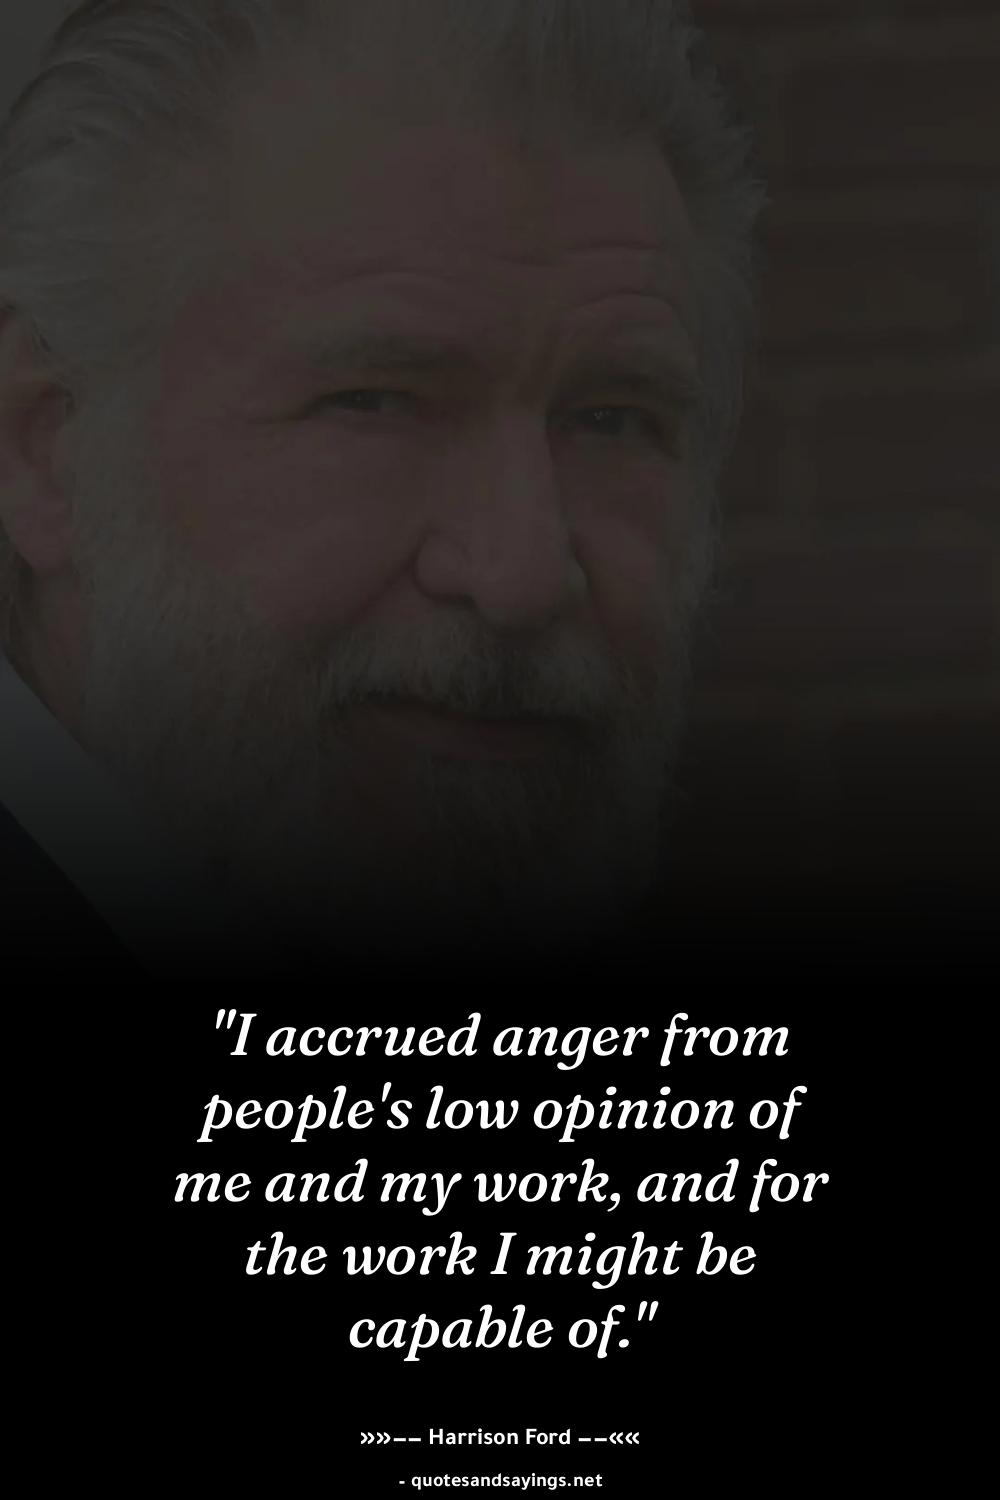 "I accrued anger from
people's low opinion of
me and my work, and for
the work I might be
capable of."
»»–– Harrison Ford ––««
- quotesandsayings.net